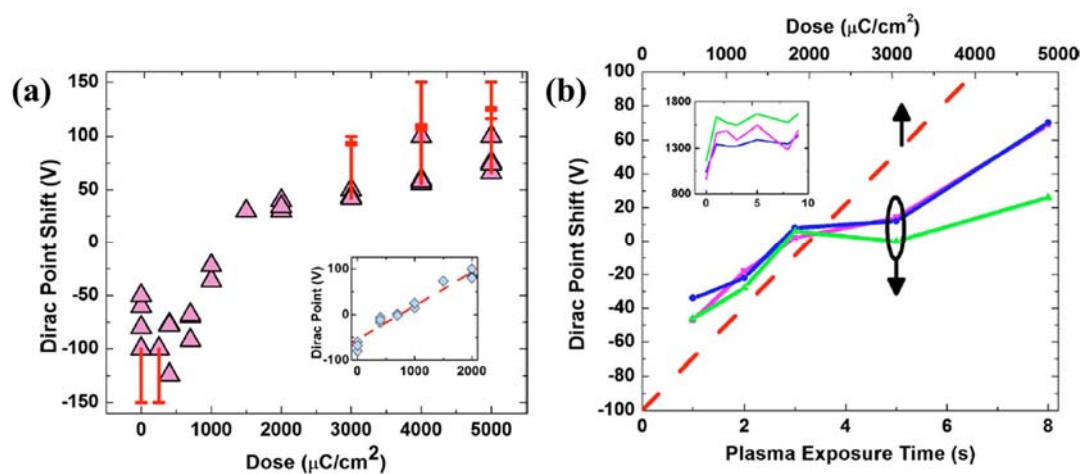 (a)
Dirac Point Shift (V)
150
100
50
0
-50
-100
-150
0 1000 2000 3000 4000 5000
Dose (μC/cm²)
Dirac Point (V)
100
0
-100
0 1000 2000
(b)
Dose (μC/cm²)
0 1000 2000 3000 4000 5000
Dirac Point Shift (V)
100
80
60
40
20
0
-20
-40
-60
-80
-100
0 2 4 6 8
Plasma Exposure Time (s)
1800
1300
800
0 5 10